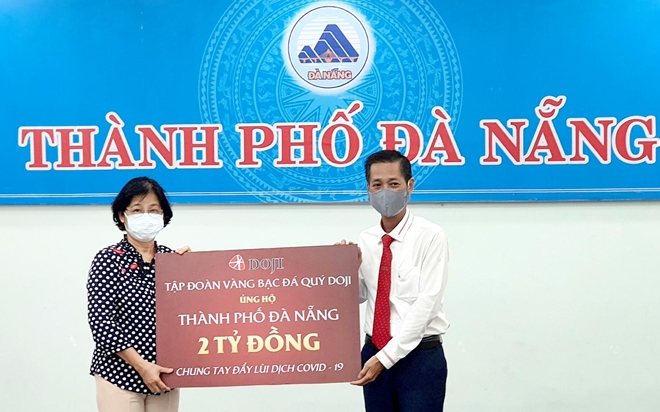 ĐÀ NẴNG
THÀNH PHỐ ĐÀ NẴNG
DOJI
TẬP ĐOÀN VÀNG BẠC ĐÁ QUÝ DOJI
ỦNG HỘ
THÀNH PHỐ ĐÀ NẴNG
2 TỶ ĐỒNG
CHUNG TAY ĐẨY LÙI DỊCH COVID - 19